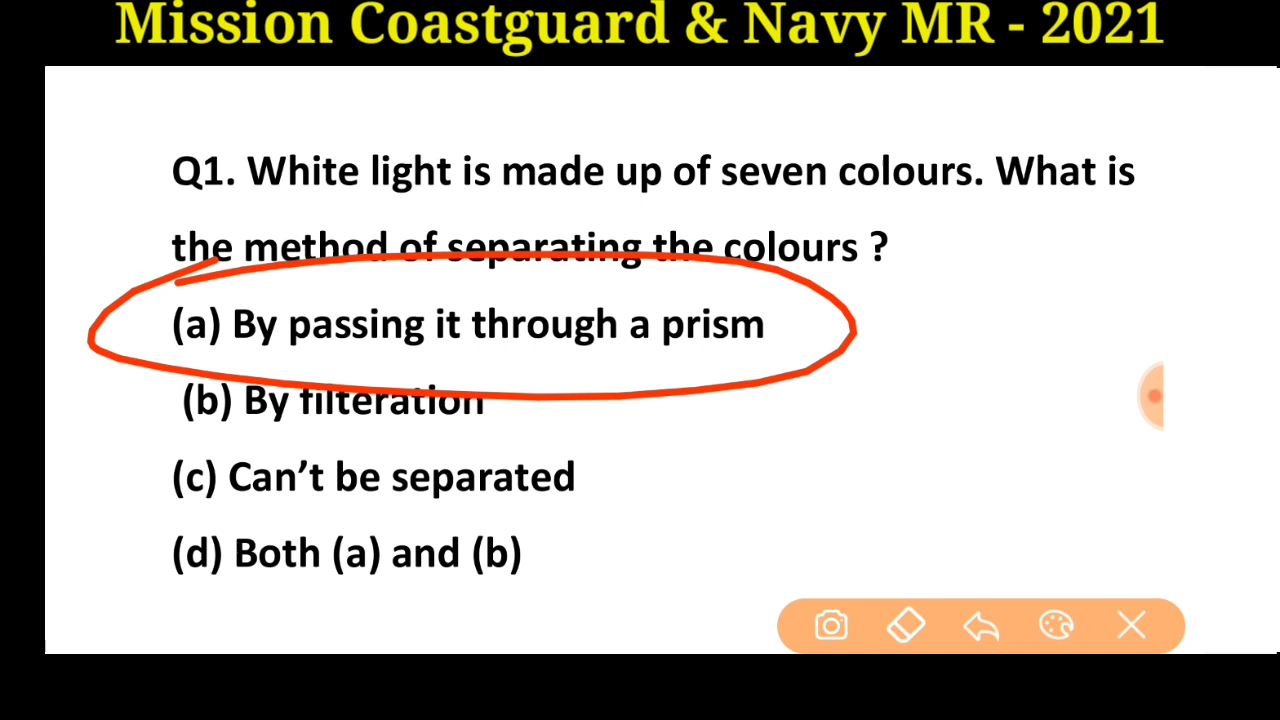 Mission Coastguard & Navy MR - 2021
Q1. White light is made up of seven colours. What is
the method of separating the colours ?
(a) By passing it through a prism
(b) By filteration
(c) Can’t be separated
(d) Both (a) and (b)